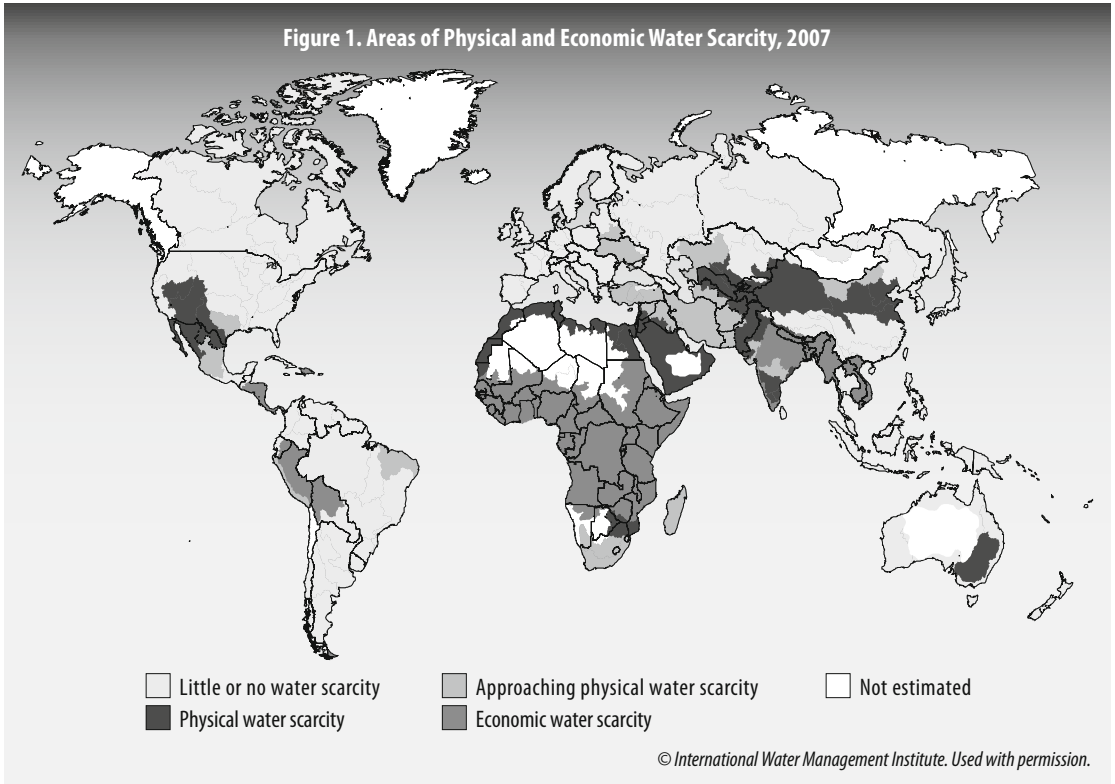 Figure 1. Areas of Physical and Economic Water Scarcity, 2007
Little or no water scarcity
Approaching physical water scarcity
Not estimated
Physical water scarcity
Economic water scarcity
© International Water Management Institute. Used with permission.